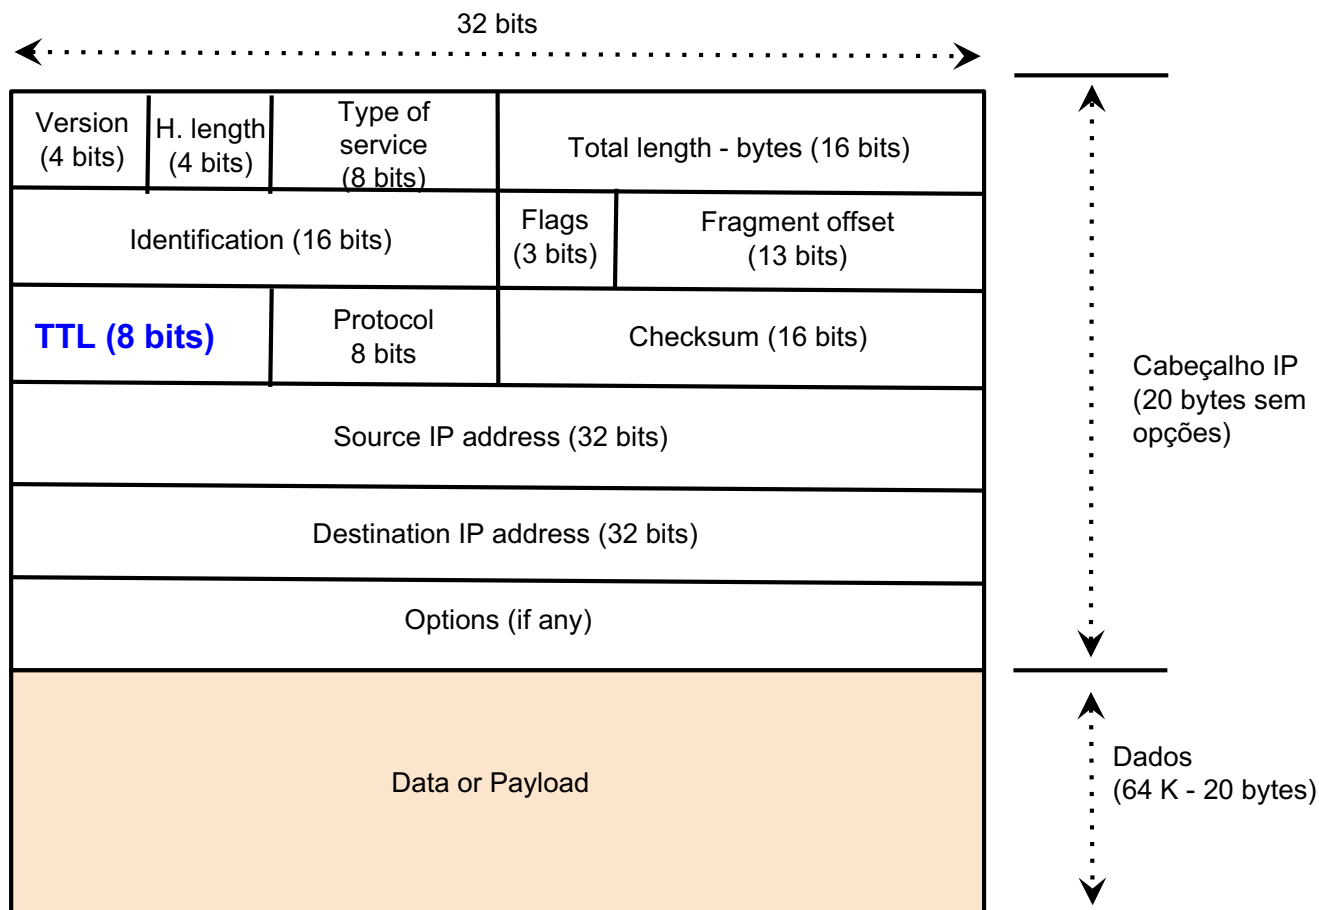 32 bits
Version
(4 bits)
H. length
(4 bits)
Type of
service
(8 bits)
Total length - bytes (16 bits)
Identification (16 bits)
Flags
(3 bits)
Fragment offset
(13 bits)
TTL (8 bits)
Protocol
8 bits
Checksum (16 bits)
Source IP address (32 bits)
Destination IP address (32 bits)
Options (if any)
Cabeçalho IP
(20 bytes sem
opções)
Data or Payload
Dados
(64 K - 20 bytes)